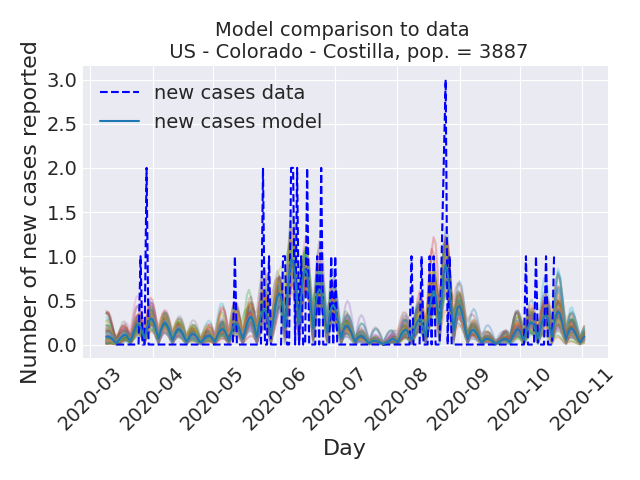 Model comparison to data
US - Colorado - Costilla, pop. = 3887
Number of new cases reported
3.0
2.5
2.0
1.5
1.0
0.5
0.0
new cases data
new cases model
2020-03
2020-04
2020-05
2020-06
2020-07
2020-08
2020-09
2020-10
2020-11
Day